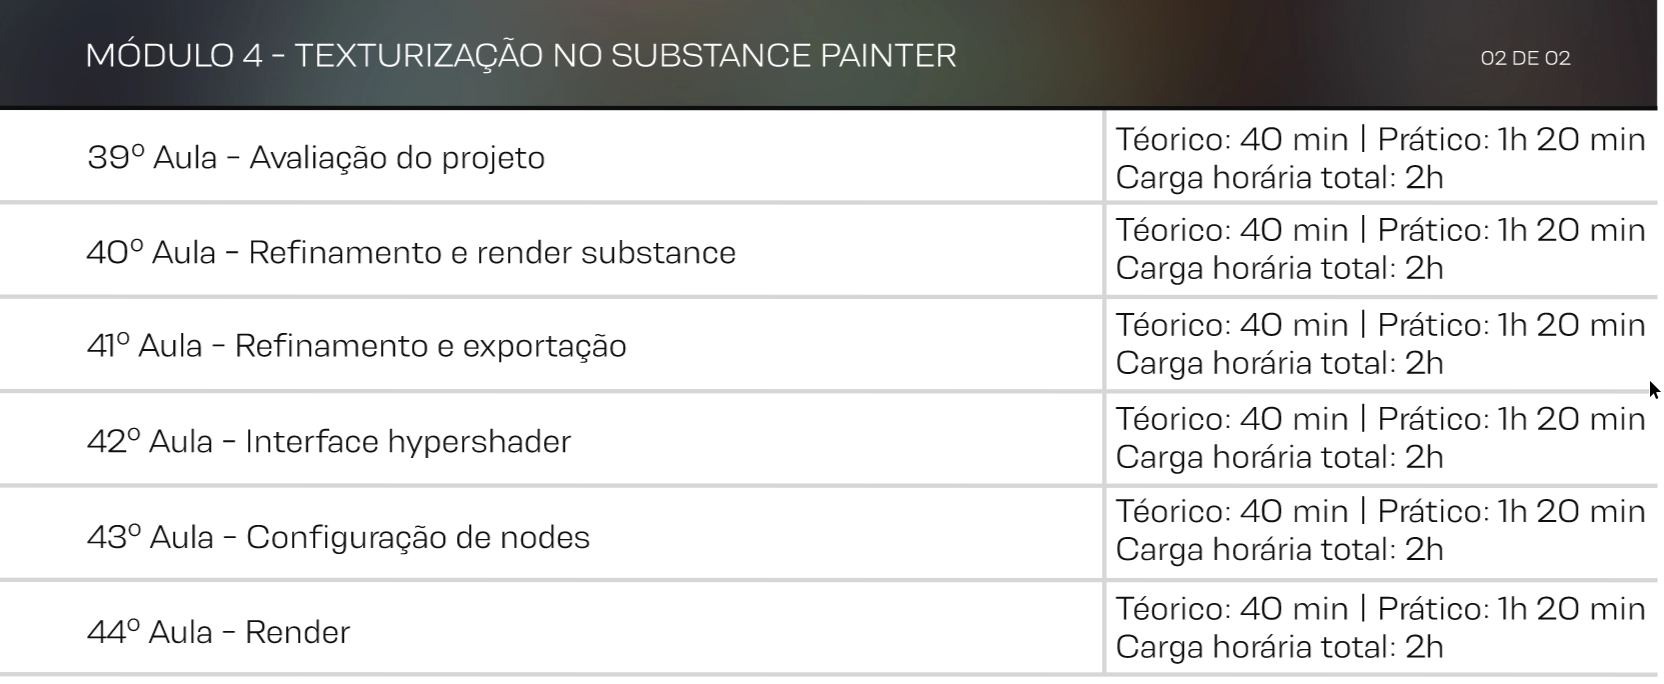 MÓDULO 4 - TEXTURIZAÇÃO NO SUBSTANCE PAINTER
02 DE 02
39º Aula - Avaliação do projeto
Téorico: 40 min | Prático: 1h 20 min
Carga horária total: 2h
40º Aula - Refinamento e render substance
Téorico: 40 min | Prático: 1h 20 min
Carga horária total: 2h
41º Aula - Refinamento e exportação
Téorico: 40 min | Prático: 1h 20 min
Carga horária total: 2h
42º Aula - Interface hypershader
Téorico: 40 min | Prático: 1h 20 min
Carga horária total: 2h
43º Aula - Configuração de nodes
Téorico: 40 min | Prático: 1h 20 min
Carga horária total: 2h
44º Aula - Render
Téorico: 40 min | Prático: 1h 20 min
Carga horária total: 2h